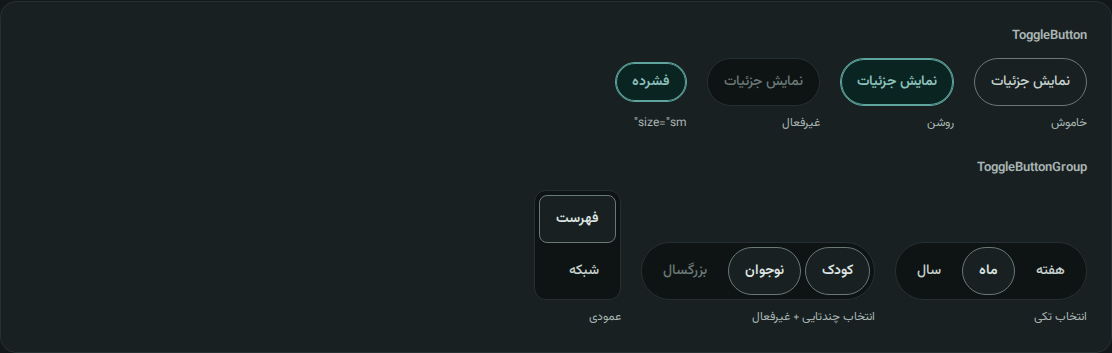 ToggleButton
نمایش جزئیات
نمایش جزئیات
نمایش جزئیات
فشرده
خاموش
روشن
غیرفعال
"size="sm
ToggleButtonGroup
هفته
ماه
سال
انتخاب تکی
کودک
نوجوان
بزرگسال
انتخاب چندتایی + غیرفعال
فهرست
شبکه
عمودی